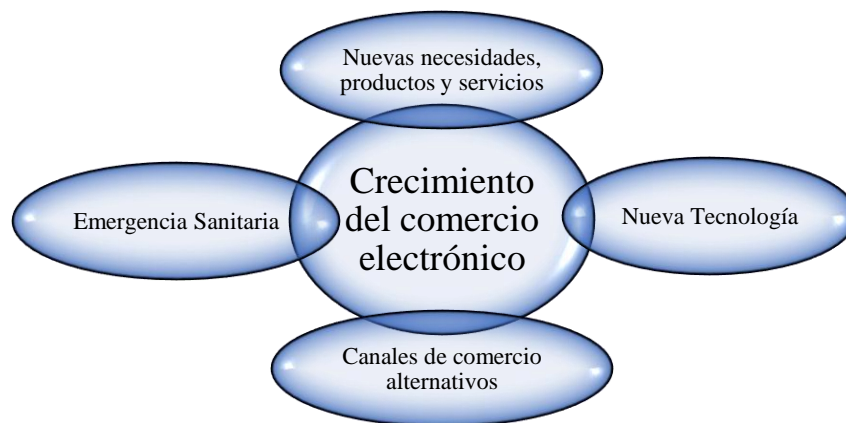 Nuevas necesidades,
productos y servicios
Emergencia Sanitaria
Crecimiento
del comercio
electrónico
Nueva Tecnología
Canales de comercio
alternativos